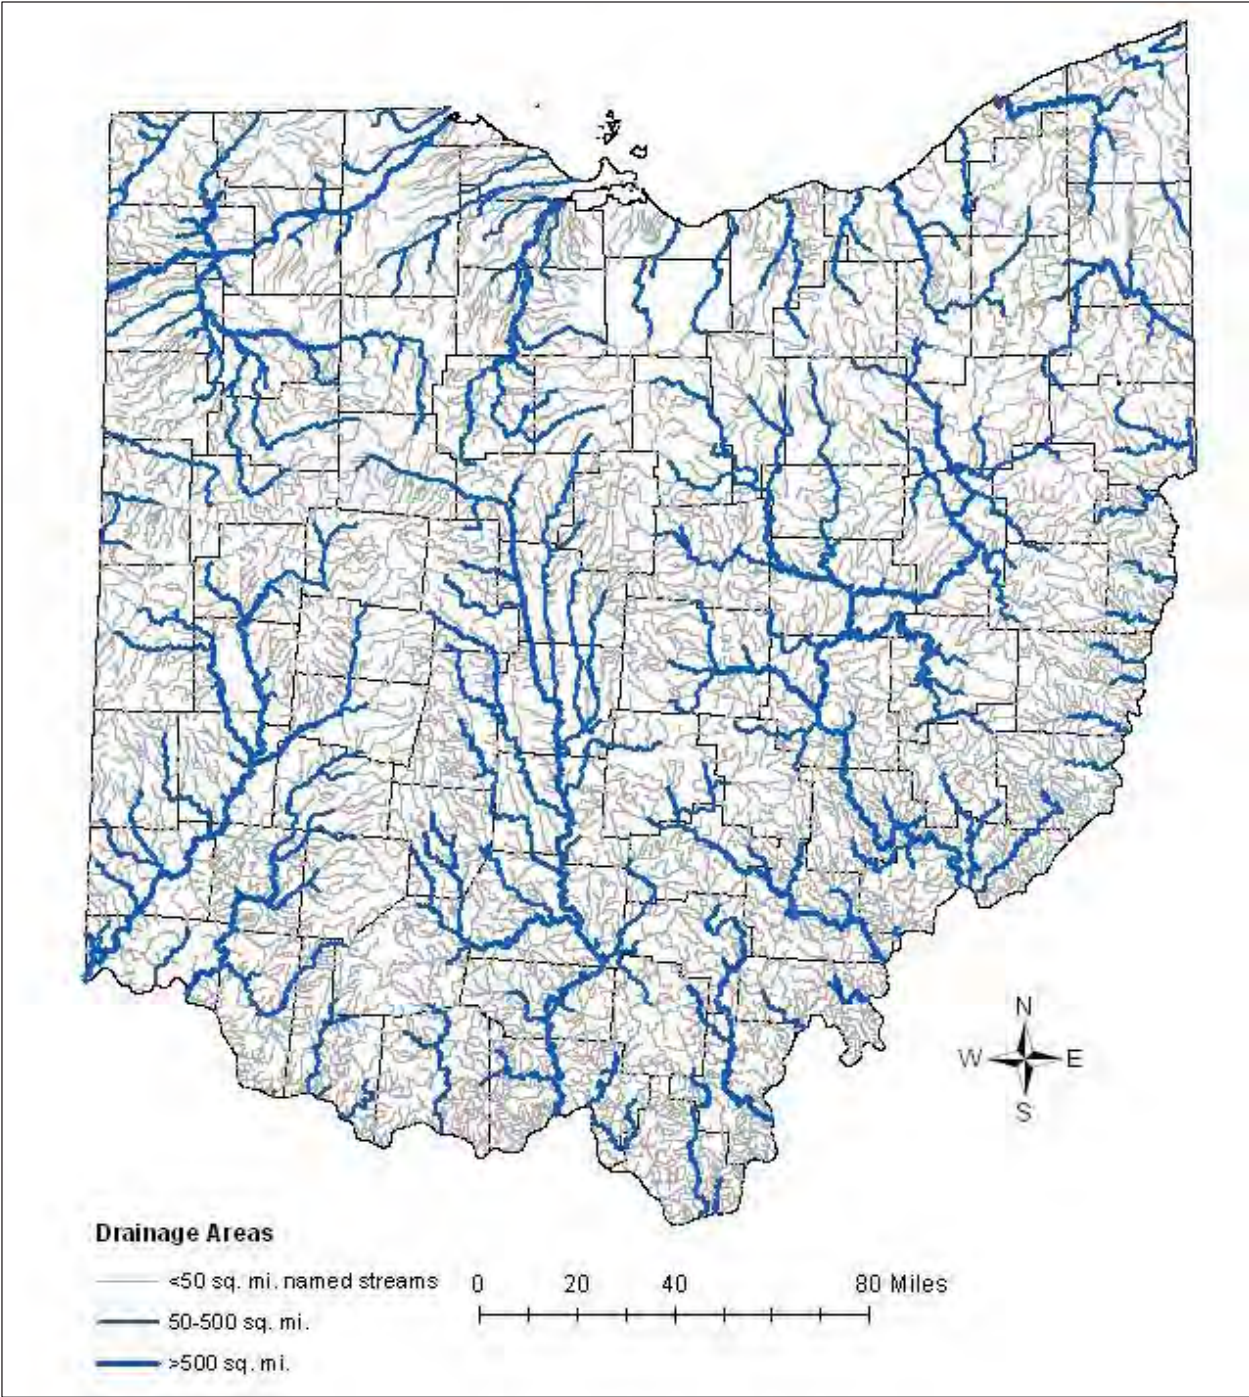 N
W E
S
Drainage Areas
<50 sq. mi. named streams
50-500 sq. mi.
>500 sq. mi.
0 20 40 80 Miles